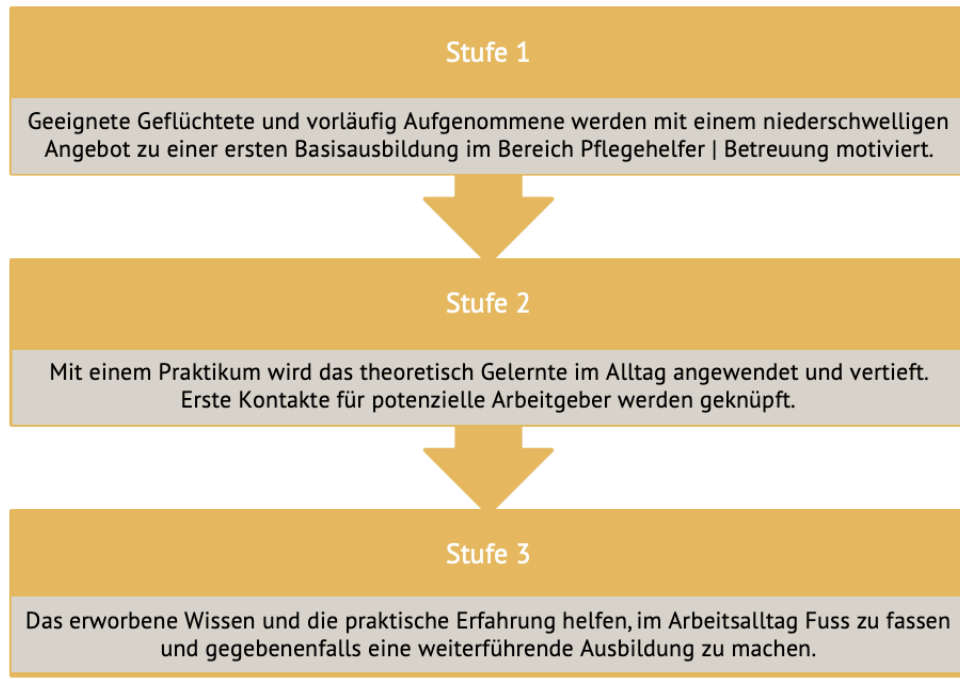 Stufe 1
Geeignete Geflüchtete und vorläufig Aufgenommene werden mit einem niederschwelligen
Angebot zu einer ersten Basisausbildung im Bereich Pflegehelfer | Betreuung motiviert.
Stufe 2
Mit einem Praktikum wird das theoretisch Gelernte im Alltag angewendet und vertieft.
Erste Kontakte für potenzielle Arbeitgeber werden geknüpft.
Stufe 3
Das erworbene Wissen und die praktische Erfahrung helfen, im Arbeitsalltag Fuss zu fassen
und gegebenenfalls eine weiterführende Ausbildung zu machen.